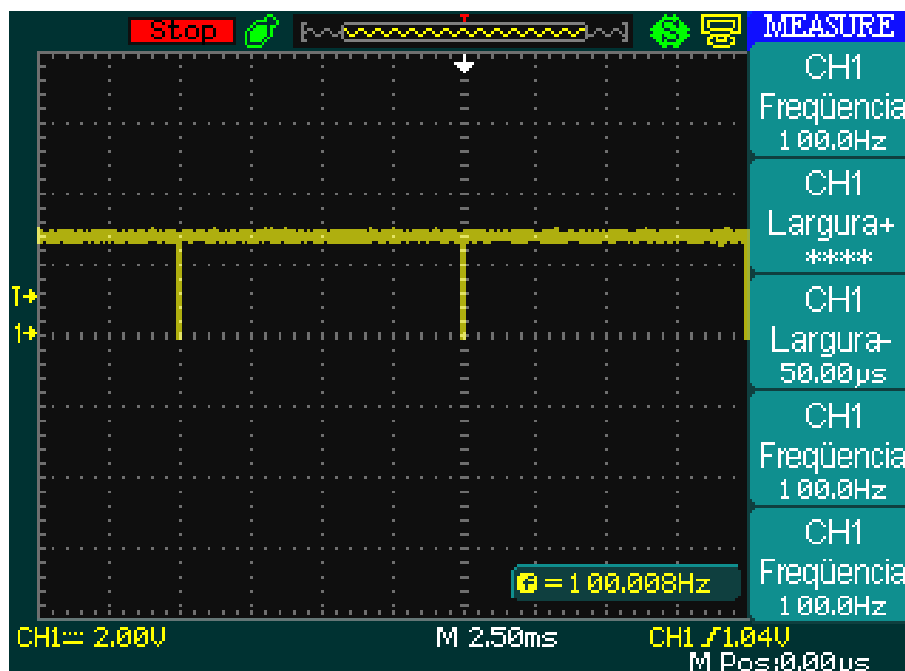 Stop
S
MEASURE
CH1
Freqüencia
100.0Hz
CH1
Largura+
****
CH1
Largura-
50.00µs
CH1
Freqüencia
100.0Hz
CH1
Freqüencia
100.0Hz
T
1
f=100.008Hz
CH1 2.00V
M 2.50ms
CH1 1.04V
M Pos:0.00µs